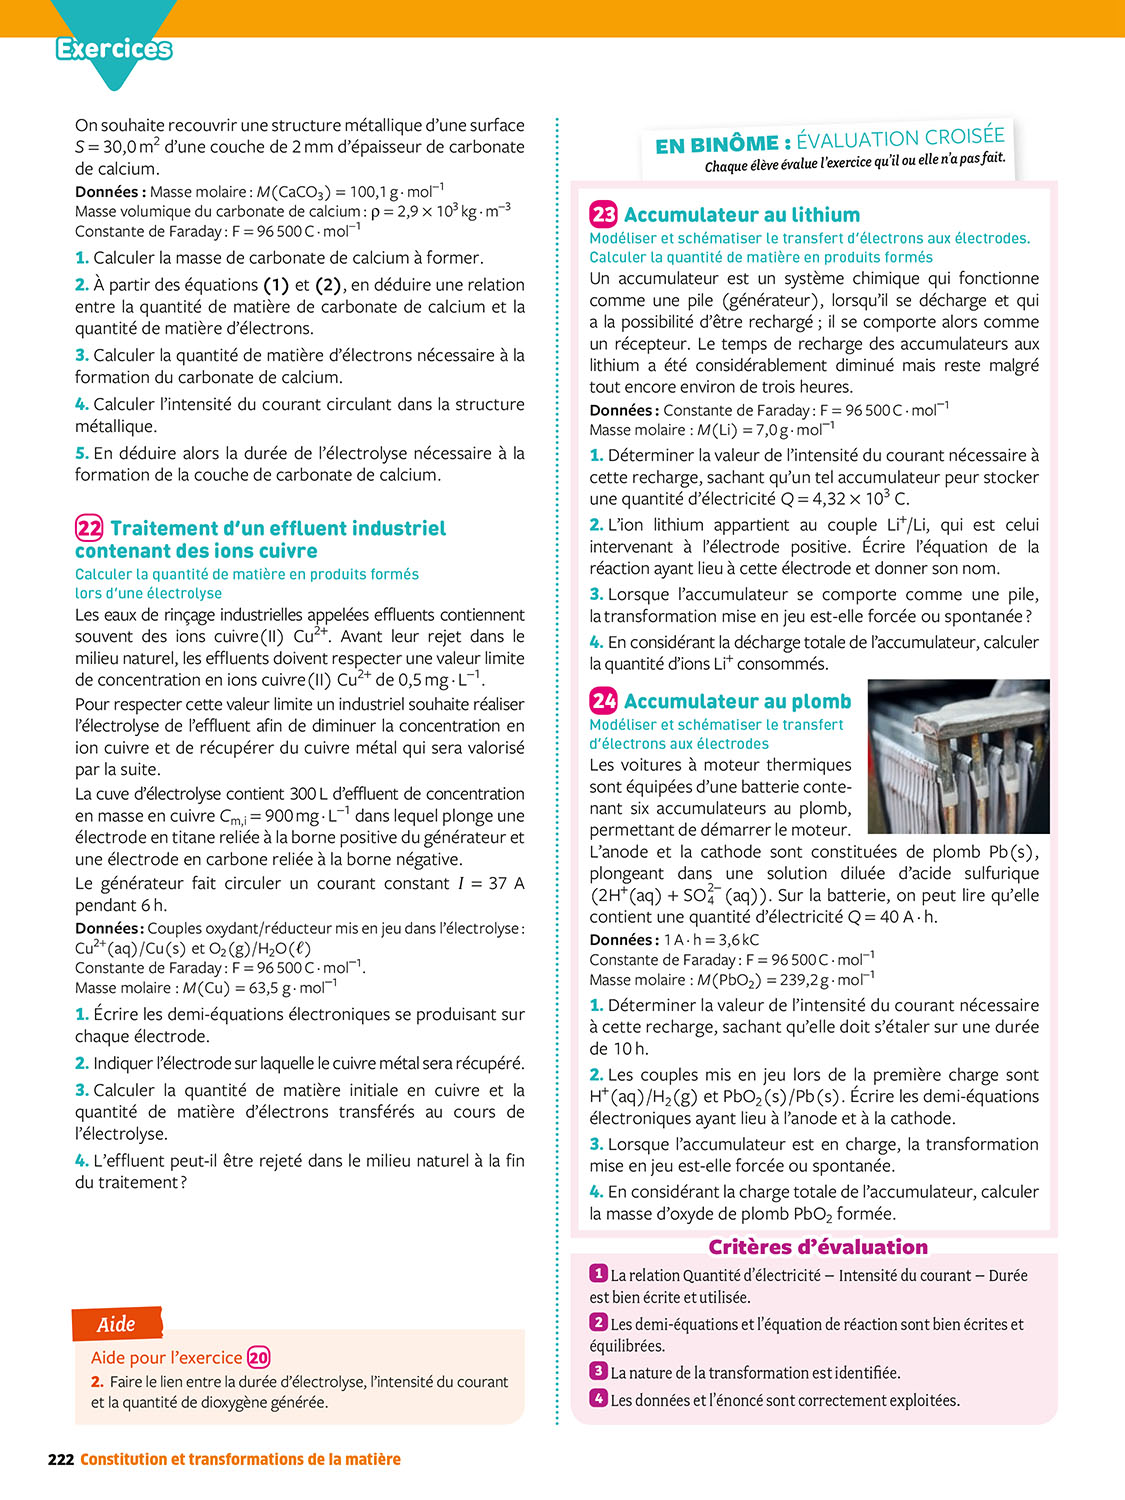 Exercices
On souhaite recouvrir une structure métallique d'une surface
S = 30,0 m² d'une couche de 2 mm d'épaisseur de carbonate
de calcium.
Données : Masse molaire : M(CaCO₃) = 100,1 g · mol⁻¹
Masse volumique du carbonate de calcium : ρ = 2,9 × 10³ kg · m⁻³
Constante de Faraday : F = 96 500 C · mol⁻¹
1. Calculer la masse de carbonate de calcium à former.
2. À partir des équations (1) et (2), en déduire une relation
entre la quantité de matière de carbonate de calcium et la
quantité de matière d'électrons.
3. Calculer la quantité de matière d'électrons nécessaire à la
formation du carbonate de calcium.
4. Calculer l'intensité du courant circulant dans la structure
métallique.
5. En déduire alors la durée de l'électrolyse nécessaire à la
formation de la couche de carbonate de calcium.
22 Traitement d'un effluent industriel
contenant des ions cuivre
Calculer la quantité de matière en produits formés
lors d'une électrolyse
Les eaux de rinçage industrielles appelées effluents contiennent
souvent des ions cuivre(II) Cu²⁺. Avant leur rejet dans le
milieu naturel, les effluents doivent respecter une valeur limite
de concentration en ions cuivre(II) Cu²⁺ de 0,5 mg · L⁻¹.
Pour respecter cette valeur limite un industriel souhaite réaliser
l'électrolyse de l'effluent afin de diminuer la concentration en
ion cuivre et de récupérer du cuivre métal qui sera valorisé
par la suite.
La cuve d'électrolyse contient 300 L d'effluent de concentration
en masse en cuivre Cm,i = 900 mg · L⁻¹ dans lequel plonge une
électrode en titane reliée à la borne positive du générateur et
une électrode en carbone reliée à la borne négative.
Le générateur fait circuler un courant constant I = 37 A
pendant 6 h.
Données : Couples oxydant/réducteur mis en jeu dans l'électrolyse :
Cu²⁺(aq)/Cu(s) et O₂(g)/H₂O(ℓ)
Constante de Faraday : F = 96 500 C · mol⁻¹.
Masse molaire : M(Cu) = 63,5 g · mol⁻¹
1. Écrire les demi-équations électroniques se produisant sur
chaque électrode.
2. Indiquer l'électrode sur laquelle le cuivre métal sera récupéré.
3. Calculer la quantité de matière initiale en cuivre et la
quantité de matière d'électrons transférés au cours de
l'électrolyse.
4. L'effluent peut-il être rejeté dans le milieu naturel à la fin
du traitement ?
Aide
Aide pour l'exercice 20
2. Faire le lien entre la durée d'électrolyse, l'intensité du courant
et la quantité de dioxygène générée.
EN BINÔME : ÉVALUATION CROISÉE
Chaque élève évalue l'exercice qu'il ou elle n'a pas fait.
23 Accumulateur au lithium
Modéliser et schématiser le transfert d'électrons aux électrodes.
Calculer la quantité de matière en produits formés
Un accumulateur est un système chimique qui fonctionne
comme une pile (générateur), lorsqu'il se décharge et qui
a la possibilité d'être rechargé ; il se comporte alors comme
un récepteur. Le temps de recharge des accumulateurs aux
lithium a été considérablement diminué mais reste malgré
tout encore environ de trois heures.
Données : Constante de Faraday : F = 96 500 C · mol⁻¹
Masse molaire : M(Li) = 7,0 g · mol⁻¹
1. Déterminer la valeur de l'intensité du courant nécessaire à
cette recharge, sachant qu'un tel accumulateur peur stocker
une quantité d'électricité Q = 4,32 × 10³ C.
2. L'ion lithium appartient au couple Li⁺/Li, qui est celui
intervenant à l'électrode positive. Écrire l'équation de la
réaction ayant lieu à cette électrode et donner son nom.
3. Lorsque l'accumulateur se comporte comme une pile,
la transformation mise en jeu est-elle forcée ou spontanée ?
4. En considérant la décharge totale de l'accumulateur, calculer
la quantité d'ions Li⁺ consommés.
24 Accumulateur au plomb
Modéliser et schématiser le transfert
d'électrons aux électrodes
Les voitures à moteur thermiques
sont équipées d'une batterie conte-
nant six accumulateurs au plomb,
permettant de démarrer le moteur.
L'anode et la cathode sont constituées de plomb Pb(s),
plongeant dans une solution diluée d'acide sulfurique
(2H⁺(aq) + SO₄²⁻(aq)). Sur la batterie, on peut lire qu'elle
contient une quantité d'électricité Q = 40 A · h.
Données : 1 A · h = 3,6 kC
Constante de Faraday : F = 96 500 C · mol⁻¹
Masse molaire : M(PbO₂) = 239,2 g · mol⁻¹
1. Déterminer la valeur de l'intensité du courant nécessaire
à cette recharge, sachant qu'elle doit s'étaler sur une durée
de 10 h.
2. Les couples mis en jeu lors de la première charge sont
H⁺(aq)/H₂(g) et PbO₂(s)/Pb(s). Écrire les demi-équations
électroniques ayant lieu à l'anode et à la cathode.
3. Lorsque l'accumulateur est en charge, la transformation
mise en jeu est-elle forcée ou spontanée.
4. En considérant la charge totale de l'accumulateur, calculer
la masse d'oxyde de plomb PbO₂ formée.
Critères d'évaluation
1 La relation Quantité d'électricité – Intensité du courant – Durée
est bien écrite et utilisée.
2 Les demi-équations et l'équation de réaction sont bien écrites et
équilibrées.
3 La nature de la transformation est identifiée.
4 Les données et l'énoncé sont correctement exploitées.
222 Constitution et transformations de la matière